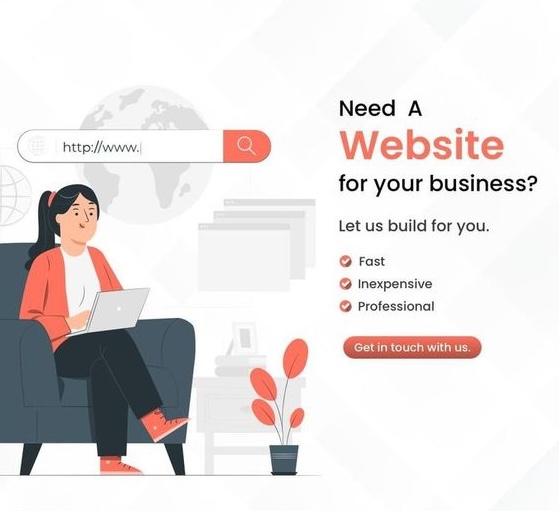 http://www.
Need A
Website
for your business?
Let us build for you.
Fast
Inexpensive
Professional
Get in touch with us.